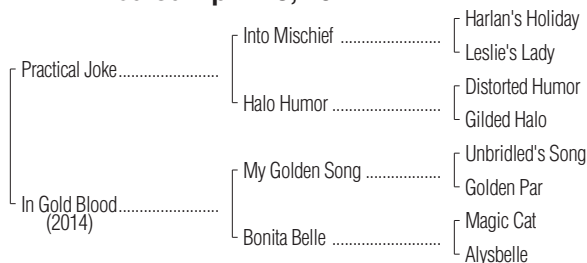 Harlan's Holiday
Into Mischief ....................
Leslie's Lady
Practical Joke....................
Distorted Humor
Halo Humor ....................
Gilded Halo
Unbridled's Song
My Golden Song ....................
Golden Par
In Gold Blood....................
(2014)
Magic Cat
Bonita Belle ....................
Alysbelle